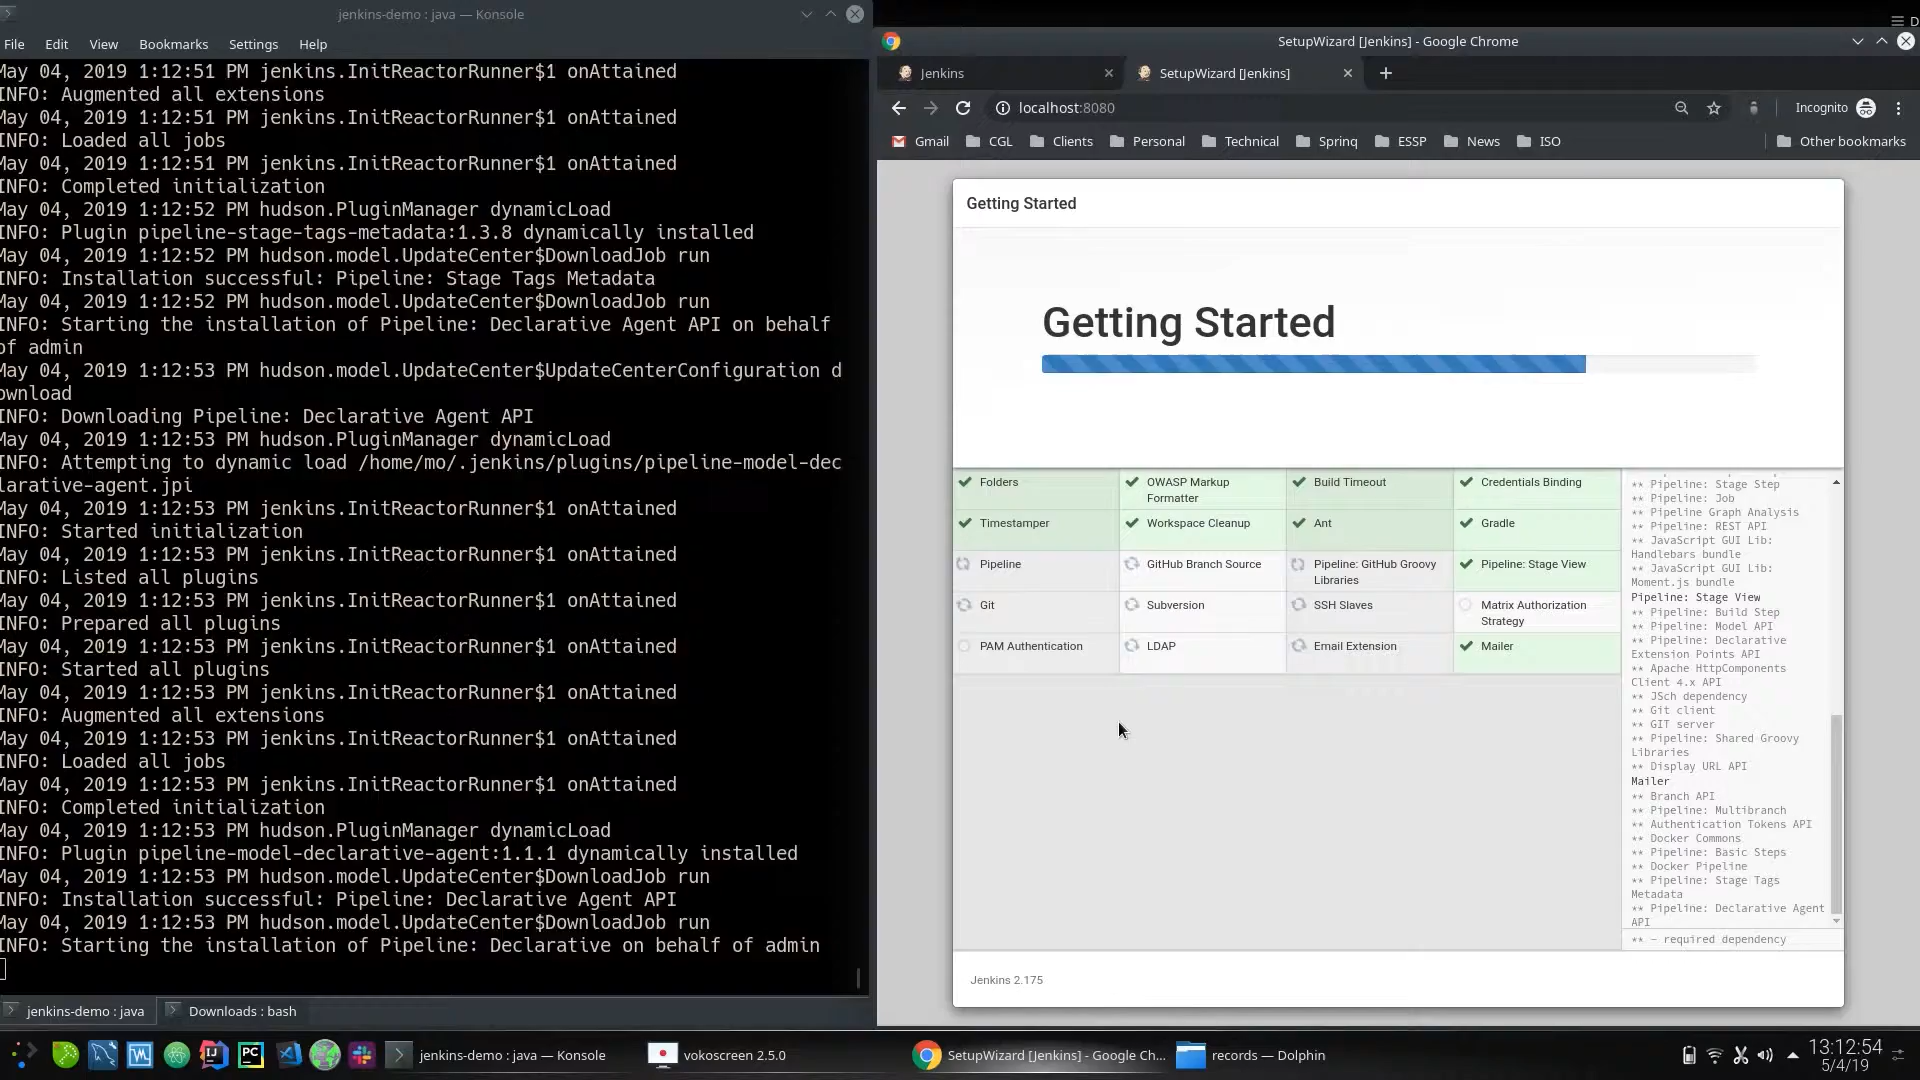 jenkins-demo : java — Konsole
File Edit View Bookmarks Settings Help
May 04, 2019 1:12:51 PM jenkins.InitReactorRunner$1 onAttained
INFO: Augmented all extensions
May 04, 2019 1:12:51 PM jenkins.InitReactorRunner$1 onAttained
INFO: Loaded all jobs
May 04, 2019 1:12:51 PM jenkins.InitReactorRunner$1 onAttained
INFO: Completed initialization
May 04, 2019 1:12:52 PM hudson.PluginManager dynamicLoad
INFO: Plugin pipeline-stage-tags-metadata:1.3.8 dynamically installed
May 04, 2019 1:12:52 PM hudson.model.UpdateCenter$DownloadJob run
INFO: Installation successful: Pipeline: Stage Tags Metadata
May 04, 2019 1:12:52 PM hudson.model.UpdateCenter$DownloadJob run
INFO: Starting the installation of Pipeline: Declarative Agent API on behalf
of admin
May 04, 2019 1:12:53 PM hudson.model.UpdateCenter$UpdateCenterConfiguration d
ownload
INFO: Downloading Pipeline: Declarative Agent API
May 04, 2019 1:12:53 PM hudson.PluginManager dynamicLoad
INFO: Attempting to dynamic load /home/mo/.jenkins/plugins/pipeline-model-dec
larative-agent.jpi
May 04, 2019 1:12:53 PM jenkins.InitReactorRunner$1 onAttained
INFO: Started initialization
May 04, 2019 1:12:53 PM jenkins.InitReactorRunner$1 onAttained
INFO: Listed all plugins
May 04, 2019 1:12:53 PM jenkins.InitReactorRunner$1 onAttained
INFO: Prepared all plugins
May 04, 2019 1:12:53 PM jenkins.InitReactorRunner$1 onAttained
INFO: Started all plugins
May 04, 2019 1:12:53 PM jenkins.InitReactorRunner$1 onAttained
INFO: Augmented all extensions
May 04, 2019 1:12:53 PM jenkins.InitReactorRunner$1 onAttained
INFO: Loaded all jobs
May 04, 2019 1:12:53 PM jenkins.InitReactorRunner$1 onAttained
INFO: Completed initialization
May 04, 2019 1:12:53 PM hudson.PluginManager dynamicLoad
INFO: Plugin pipeline-model-declarative-agent:1.1.1 dynamically installed
May 04, 2019 1:12:53 PM hudson.model.UpdateCenter$DownloadJob run
INFO: Installation successful: Pipeline: Declarative Agent API
May 04, 2019 1:12:53 PM hudson.model.UpdateCenter$DownloadJob run
INFO: Starting the installation of Pipeline: Declarative on behalf of admin
jenkins-demo : java Downloads : bash
D
SetupWizard [Jenkins] - Google Chrome
Jenkins SetupWizard [Jenkins]
localhost:8080 Incognito
Gmail CGL Clients Personal Technical Spring ESSP News ISO Other bookmarks
Getting Started
Getting Started
Folders OWASP Markup Build Timeout Credentials Binding
Formatter
Timestamper Workspace Cleanup Ant Gradle
Pipeline GitHub Branch Source Pipeline: GitHub Groovy Pipeline: Stage View
Libraries
Git Subversion SSH Slaves Matrix Authorization
Strategy
PAM Authentication LDAP Email Extension Mailer
** Pipeline: Stage Step
** Pipeline: Job
** Pipeline Graph Analysis
** Pipeline: REST API
** JavaScript GUI Lib:
Handlebars bundle
** JavaScript GUI Lib:
Moment.js bundle
Pipeline: Stage View
** Pipeline: Build Step
** Pipeline: Model API
** Pipeline: Declarative
Extension Points API
** Apache HttpComponents
Client 4.x API
** JSch dependency
** Git client
** GIT server
** Pipeline: Shared Groovy
Libraries
** Display URL API
Mailer
** Branch API
** Pipeline: Multibranch
** Authentication Tokens API
** Docker Commons
** Pipeline: Basic Steps
** Docker Pipeline
** Pipeline: Stage Tags
Metadata
** Pipeline: Declarative Agent
API
** - required dependency
Jenkins 2.175
jenkins-demo : java — Konsole vokoscreen 2.5.0 SetupWizard [Jenkins] - Google Ch... records — Dolphin 13:12:54
5/4/19